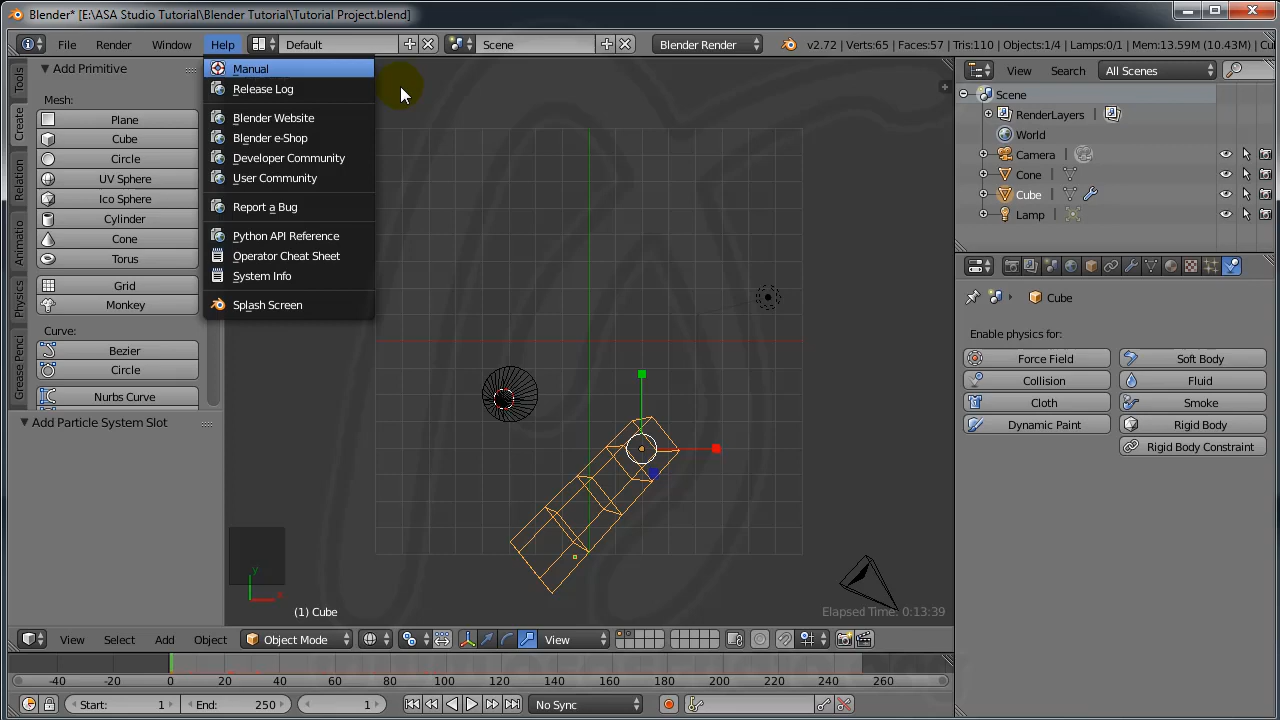 Blender* [E:\ASA Studio Tutorial\Blender Tutorial\Tutorial Project.blend]
File Render Window Help Default Scene Blender Render v2.72 | Verts:65 | Faces:57 | Tris:110 | Objects:1/4 | Lamps:0/1 | Mem:13.59M (10.43M) | Cube
Tools
Create
Relation
Animatio
Physics
Grease Penci
Add Primitive
Mesh:
Plane
Cube
Circle
UV Sphere
Ico Sphere
Cylinder
Cone
Torus
Grid
Monkey
Curve:
Bezier
Circle
Nurbs Curve
Add Particle System Slot
Manual
Release Log
Blender Website
Blender e-Shop
Developer Community
User Community
Report a Bug
Python API Reference
Operator Cheat Sheet
System Info
Splash Screen
y
x
(1) Cube
Elapsed Time: 0:13:39
View Search All Scenes
Scene
RenderLayers
World
Camera
Cone
Cube
Lamp
Cube
Enable physics for:
Force Field Soft Body
Collision Fluid
Cloth Smoke
Dynamic Paint Rigid Body
Rigid Body Constraint
View Select Add Object Object Mode View
-40 -20 0 20 40 60 80 100 120 140 160 180 200 220 240 260
Start: 1 End: 250 1 No Sync